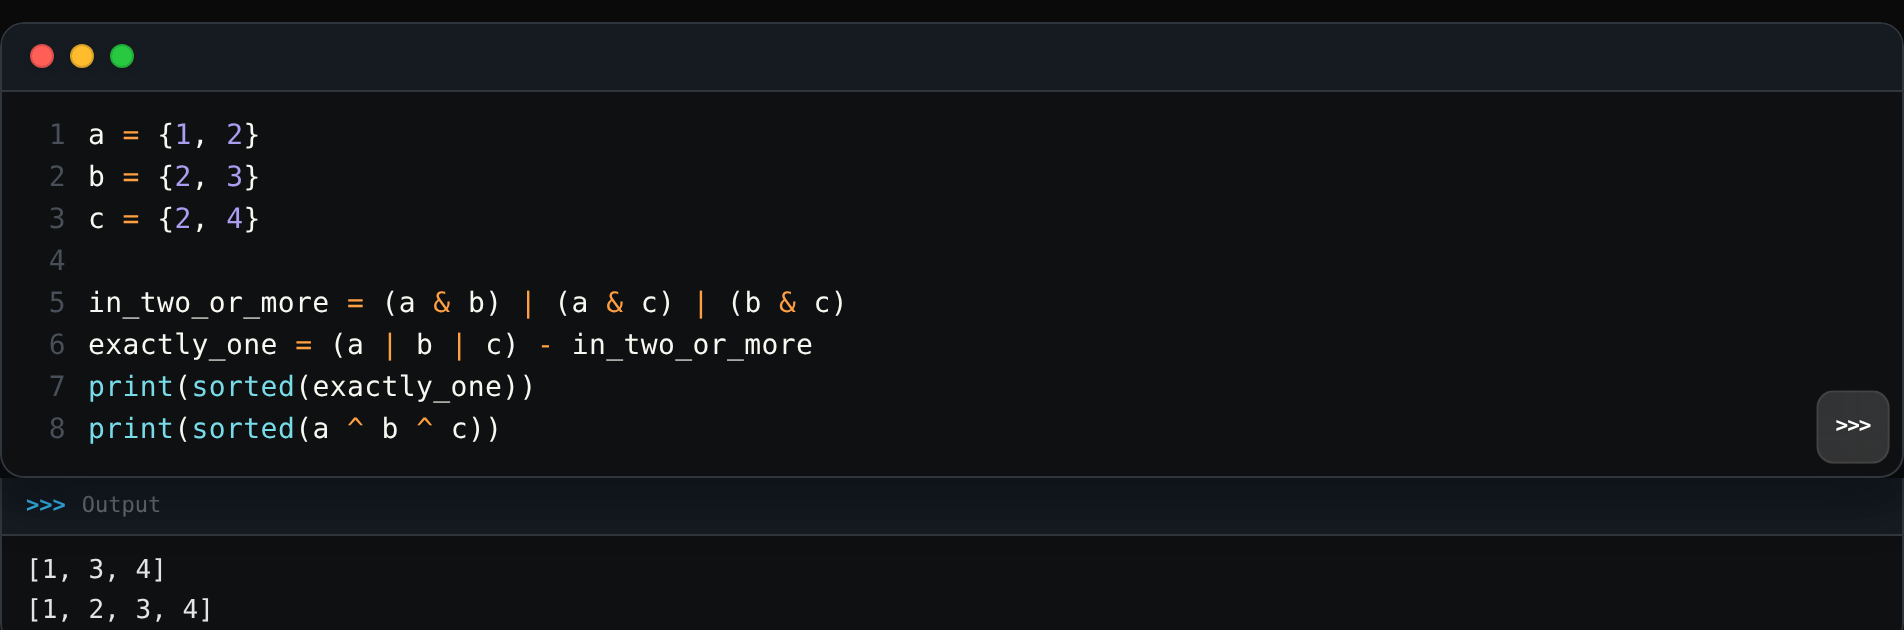 1 a = {1, 2}
2 b = {2, 3}
3 c = {2, 4}
4
5 in_two_or_more = (a & b) | (a & c) | (b & c)
6 exactly_one = (a | b | c) - in_two_or_more
7 print(sorted(exactly_one))
8 print(sorted(a ^ b ^ c))
>>>
>>> Output
[1, 3, 4]
[1, 2, 3, 4]